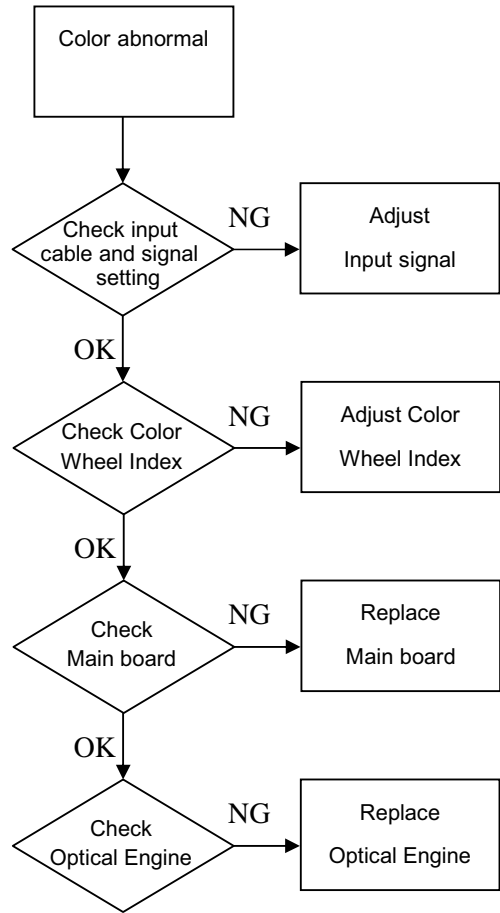 Color abnormal
Check input
cable and signal
setting
NG
Adjust
Input signal
OK
Check Color
Wheel Index
NG
Adjust Color
Wheel Index
OK
Check
Main board
NG
Replace
Main board
OK
Check
Optical Engine
NG
Replace
Optical Engine